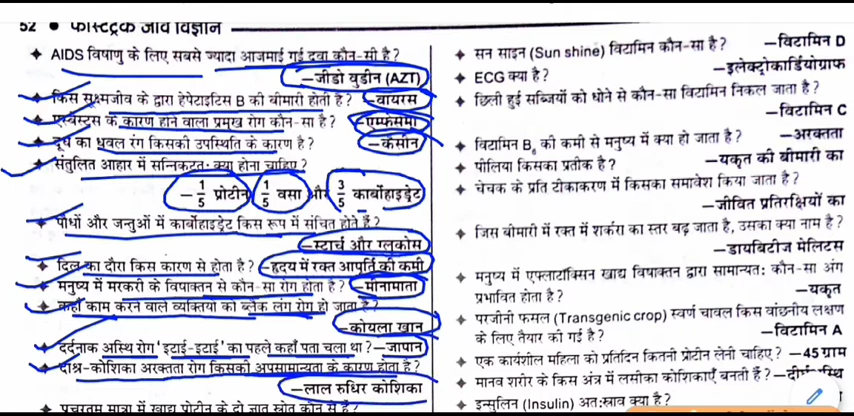 52 ● फास्टट्रैक जीव विज्ञान
AIDS विषाणु के लिए सबसे ज्यादा आजमाई गई दवा कौन-सी है?
—जीडो वुडीन (AZT)
किस सूक्ष्मजीव के द्वारा हेपेटाइटिस B की बीमारी होती है? —वायरस
एस्बेस्टस के कारण होने वाला प्रमुख रोग कौन-सा है? —एम्फिसेमा
दूध का धवल रंग किसकी उपस्थिति के कारण है? —कैसीन
संतुलित आहार में सन्निकटतः क्या होना चाहिए?
—1/5 प्रोटीन 1/5 वसा और 3/5 कार्बोहाइड्रेट
पौधों और जन्तुओं में कार्बोहाइड्रेट किस रूप में संचित होते हैं?
—स्टार्च और ग्लूकोस
दिल का दौरा किस कारण से होता है? —हृदय में रक्त आपूर्ति की कमी
मनुष्य में मरकरी के विषाक्तन से कौन-सा रोग होता है? —मीनामाता
कहाँ काम करने वाले व्यक्तियों को ब्लैक लंग रोग हो जाता है?
—कोयला खान
दर्दनाक अस्थि रोग 'इटाई-इटाई' का पहले कहाँ पता चला था? —जापान
दात्र-कोशिका अरक्तता रोग किसकी अपसामान्यता के कारण होता है?
—लाल रुधिर कोशिका
प्रचुरतम मात्रा में खाद्य प्रोटीन के दो ज्ञात स्रोत कौन से हैं?
सन साइन (Sun shine) विटामिन कौन-सा है? —विटामिन D
ECG क्या है? —इलेक्ट्रोकार्डियोग्राफ
छिली हुई सब्जियों को धोने से कौन-सा विटामिन निकल जाता है?
—विटामिन C
विटामिन B₆ की कमी से मनुष्य में क्या हो जाता है? —अरक्तता
पीलिया किसका प्रतीक है? —यकृत की बीमारी का
चेचक के प्रति टीकाकरण में किसका समावेश किया जाता है?
—जीवित प्रतिरक्षियों का
जिस बीमारी में रक्त में शर्करा का स्तर बढ़ जाता है, उसका क्या नाम है?
—डायबिटीज मेलिटस
मनुष्य में एफ्लाटॉक्सिन खाद्य विषाक्तन द्वारा सामान्यतः कौन-सा अंग
प्रभावित होता है? —यकृत
परजीनी फसल (Transgenic crop) स्वर्ण चावल किस वांछनीय लक्षण
के लिए तैयार की गई है? —विटामिन A
एक कार्यशील महिला को प्रतिदिन कितनी प्रोटीन लेनी चाहिए? —45 ग्राम
मानव शरीर के किस अंत्र में लसीका कोशिकाएँ बनती हैं?
इन्सुलिन (Insulin) अतःस्राव क्या है?